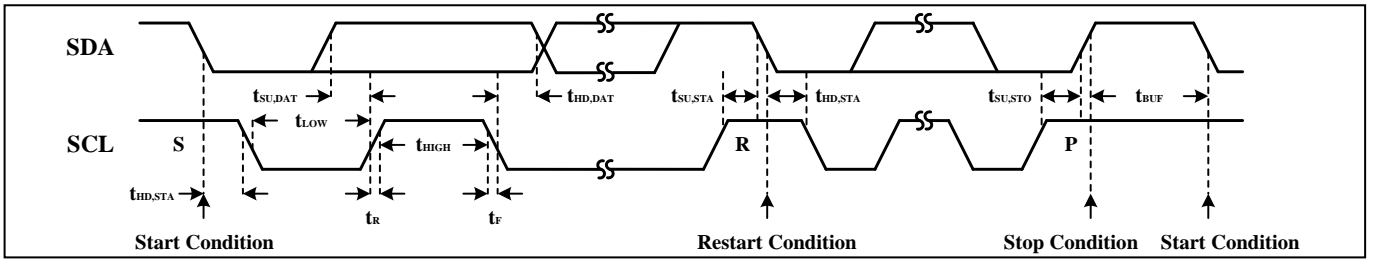 SDA
tSU,DAT
tHD,DAT
tSU,STA
tHD,STA
tSU,STO
tBUF
tLOW
SCL
S
tHIGH
R
P
tHD,STA
tR
tF
Start Condition
Restart Condition
Stop Condition
Start Condition